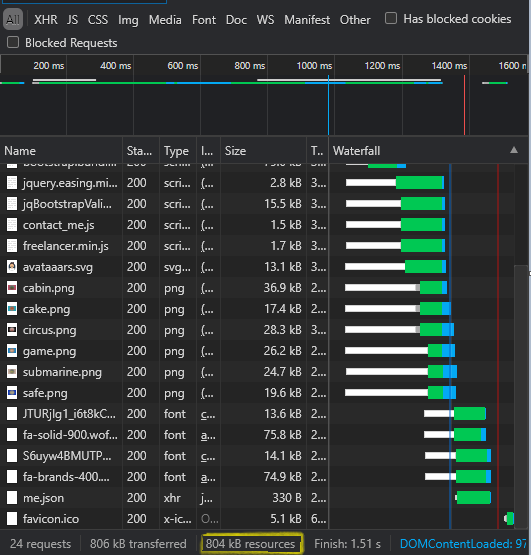 All XHR JS CSS Img Media Font Doc WS Manifest Other Has blocked cookies
Blocked Requests
200 ms 400 ms 600 ms 800 ms 1000 ms 1200 ms 1400 ms 1600 m
Name Sta... Type I... Size T... Waterfall
jquery.easing.mi... 200 scri... (... 2.8 kB 3...
jqBootstrapVali... 200 scri... (... 15.5 kB 3...
contact_me.js 200 scri... (... 1.5 kB 3...
freelancer.min.js 200 scri... (... 1.7 kB 3...
avataaars.svg 200 svg... (... 13.1 kB 3...
cabin.png 200 png (... 36.9 kB 2...
cake.png 200 png (... 17.4 kB 2...
circus.png 200 png (... 28.3 kB 3...
game.png 200 png (... 26.2 kB 2...
submarine.png 200 png (... 24.7 kB 2...
safe.png 200 png (... 19.6 kB 2...
JTURjIg1_i6t8kC... 200 font c... 13.6 kB 2...
fa-solid-900.wof... 200 font a... 75.8 kB 2...
S6uyw4BMUTP... 200 font c... 14.1 kB 2...
fa-brands-400.... 200 font a... 74.9 kB 2...
me.json 200 xhr j... 330 B 2...
favicon.ico 200 x-ic... O... 5.1 kB 6...
24 requests 806 kB transferred 804 kB resources Finish: 1.51 s DOMContentLoaded: 97